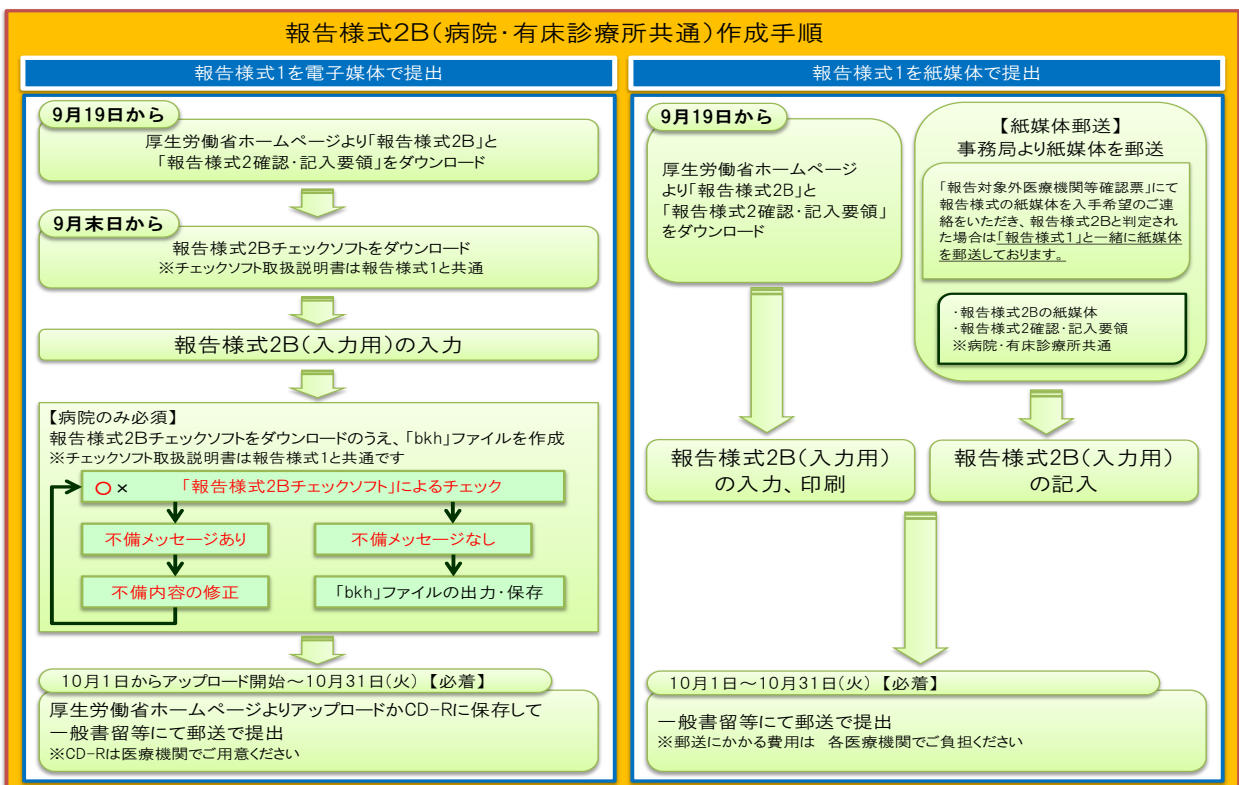 報告様式2B(病院・有床診療所共通)作成手順
報告様式1を電子媒体で提出
9月19日から
厚生労働省ホームページより「報告様式2B」と
「報告様式2確認・記入要領」をダウンロード
9月末日から
報告様式2Bチェックソフトをダウンロード
※チェックソフト取扱説明書は報告様式1と共通
報告様式2B(入力用)の入力
【病院のみ必須】
報告様式2Bチェックソフトをダウンロードのうえ、「bkh」ファイルを作成
※チェックソフト取扱説明書は報告様式1と共通です
○× 「報告様式2Bチェックソフト」によるチェック
不備メッセージあり
不備メッセージなし
不備内容の修正
「bkh」ファイルの出力・保存
10月1日からアップロード開始～10月31日(火)【必着】
厚生労働省ホームページよりアップロードかCD-Rに保存して
一般書留等にて郵送で提出
※CD-Rは医療機関でご用意ください
報告様式1を紙媒体で提出
9月19日から
厚生労働省ホームページ
より「報告様式2B」と
「報告様式2確認・記入要領」
をダウンロード
【紙媒体郵送】
事務局より紙媒体を郵送
「報告対象外医療機関等確認票」にて
報告様式の紙媒体を入手希望のご連
絡をいただき、報告様式2Bと判定され
た場合は「報告様式1」と一緒に紙媒体
を郵送しております。
・報告様式2Bの紙媒体
・報告様式2確認・記入要領
※病院・有床診療所共通
報告様式2B(入力用)
の入力、印刷
報告様式2B(入力用)
の記入
10月1日～10月31日(火)【必着】
一般書留等にて郵送で提出
※郵送にかかる費用は 各医療機関でご負担ください